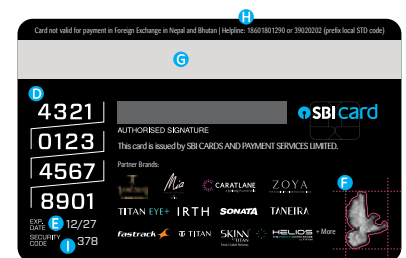 H
Card not valid for payment in Foreign Exchange in Nepal and Bhutan | Helpline: 18601801290 or 39020202 (prefix local STD code)
G
D
4321
0123
4567
8901
EXP. DATE E 12/27
SECURITY CODE I 378
SBI card
AUTHORISED SIGNATURE
This card is issued by SBI CARDS AND PAYMENT SERVICES LIMITED.
Partner Brands:
Mia
CARATLANE
ZOYA
TITAN EYE+ IRTH SONATA TANEIRA
fastrack TITAN SKINN BY TITAN HELIOS + More
F